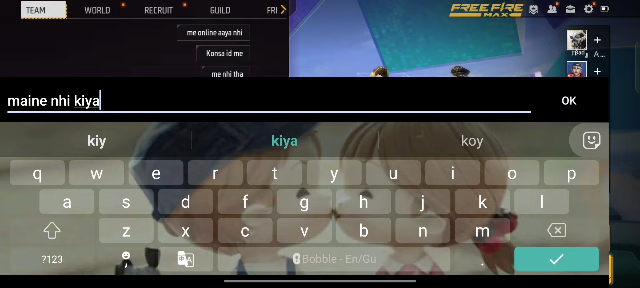 TEAM
WORLD
RECRUIT
GUILD
FRI
FREE FIRE
MAX
me online aaya nhi
Konsa id me
me nhi tha
A...
maine nhi kiya
OK
kiy
kiya
koy
q w e r t y u i o p
a s d f g h j k l
z x c v b n m
?123
Bobble - En/Gu
.